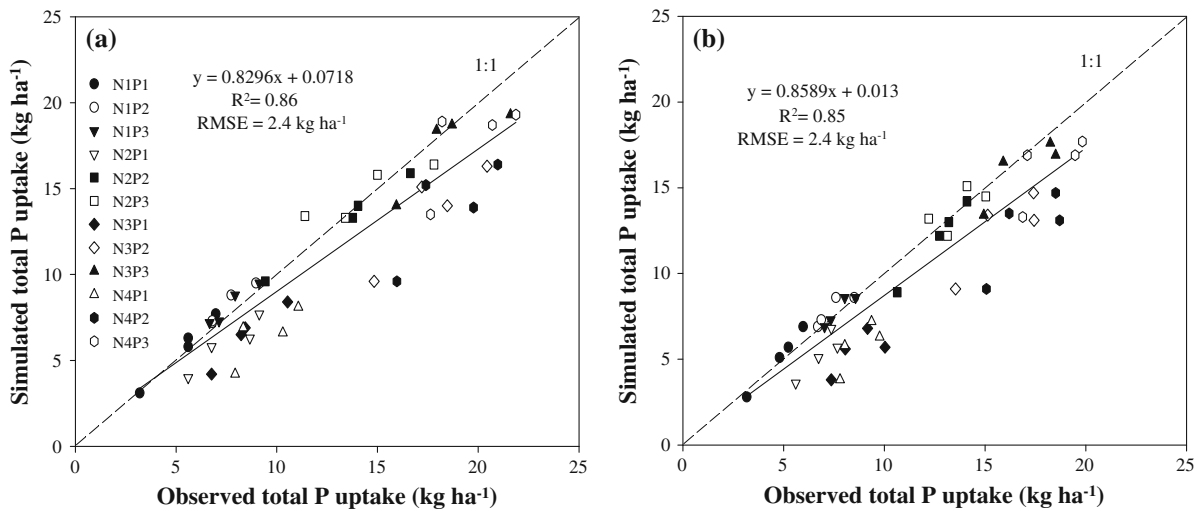 (a)
y = 0.8296x + 0.0718
R²= 0.86
RMSE = 2.4 kg ha⁻¹
1:1
N1P1
N1P2
N1P3
N2P1
N2P2
N2P3
N3P1
N3P2
N3P3
N4P1
N4P2
N4P3
Simulated total P uptake (kg ha⁻¹)
25
20
15
10
5
0
0 5 10 15 20 25
Observed total P uptake (kg ha⁻¹)
(b)
y = 0.8589x + 0.013
R²= 0.85
RMSE = 2.4 kg ha⁻¹
1:1
Simulated total P uptake (kg ha⁻¹)
25
20
15
10
5
0
0 5 10 15 20 25
Observed total P uptake (kg ha⁻¹)